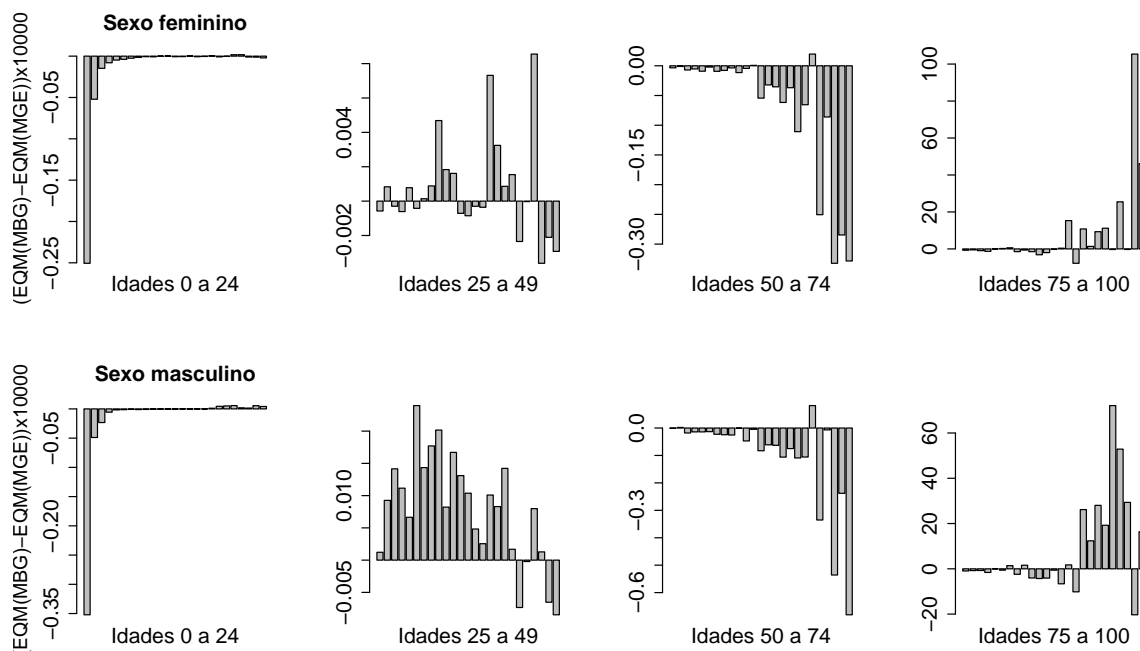 Sexo feminino
(EQM(MBG)−EQM(MGE))x10000
−0.05
−0.15
−0.25
Idades 0 a 24
0.004
−0.002
Idades 25 a 49
0.00
−0.15
−0.30
Idades 50 a 74
100
60
20
0
Idades 75 a 100
Sexo masculino
EQM(MBG)−EQM(MGE))x10000
−0.05
−0.20
−0.35
Idades 0 a 24
0.010
−0.005
Idades 25 a 49
0.0
−0.3
−0.6
Idades 50 a 74
60
40
20
0
−20
Idades 75 a 100